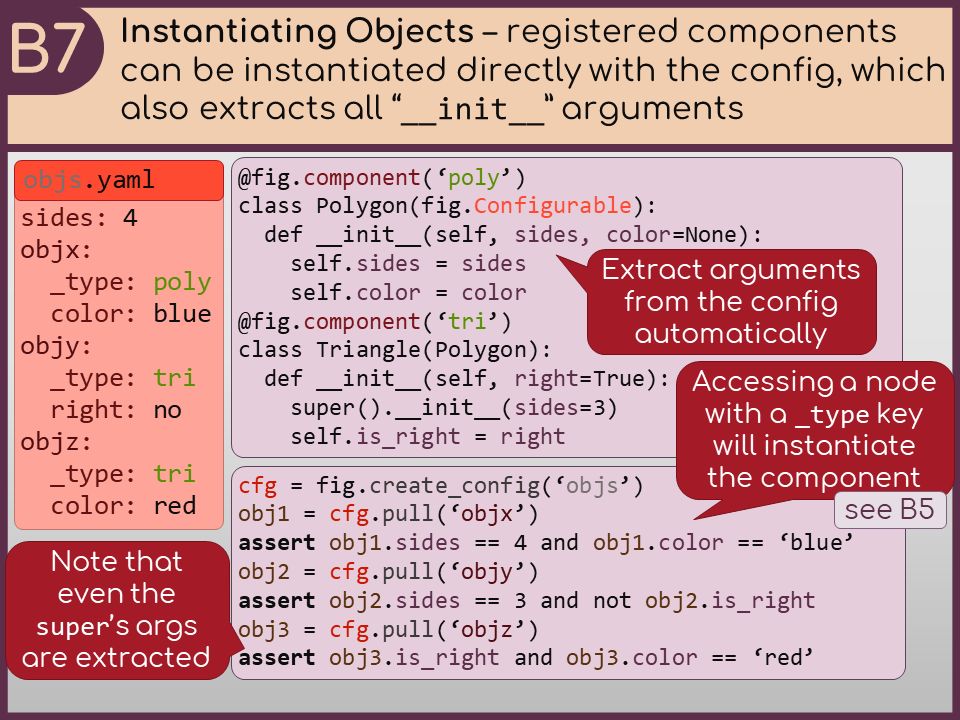 B7
Instantiating Objects – registered components
can be instantiated directly with the config, which
also extracts all “__init__” arguments
objs.yaml
sides: 4
objx:
  _type: poly
  color: blue
objy:
  _type: tri
  right: no
objz:
  _type: tri
  color: red
@fig.component(‘poly’)
class Polygon(fig.Configurable):
  def __init__(self, sides, color=None):
    self.sides = sides
    self.color = color
@fig.component(‘tri’)
class Triangle(Polygon):
  def __init__(self, right=True):
    super().__init__(sides=3)
    self.is_right = right
Extract arguments
from the config
automatically
Accessing a node
with a _type key
will instantiate
the component
see B5
cfg = fig.create_config(‘objs’)
obj1 = cfg.pull(‘objx’)
assert obj1.sides == 4 and obj1.color == ‘blue’
obj2 = cfg.pull(‘objy’)
assert obj2.sides == 3 and not obj2.is_right
obj3 = cfg.pull(‘objz’)
assert obj3.is_right and obj3.color == ‘red’
Note that
even the
super’s args
are extracted